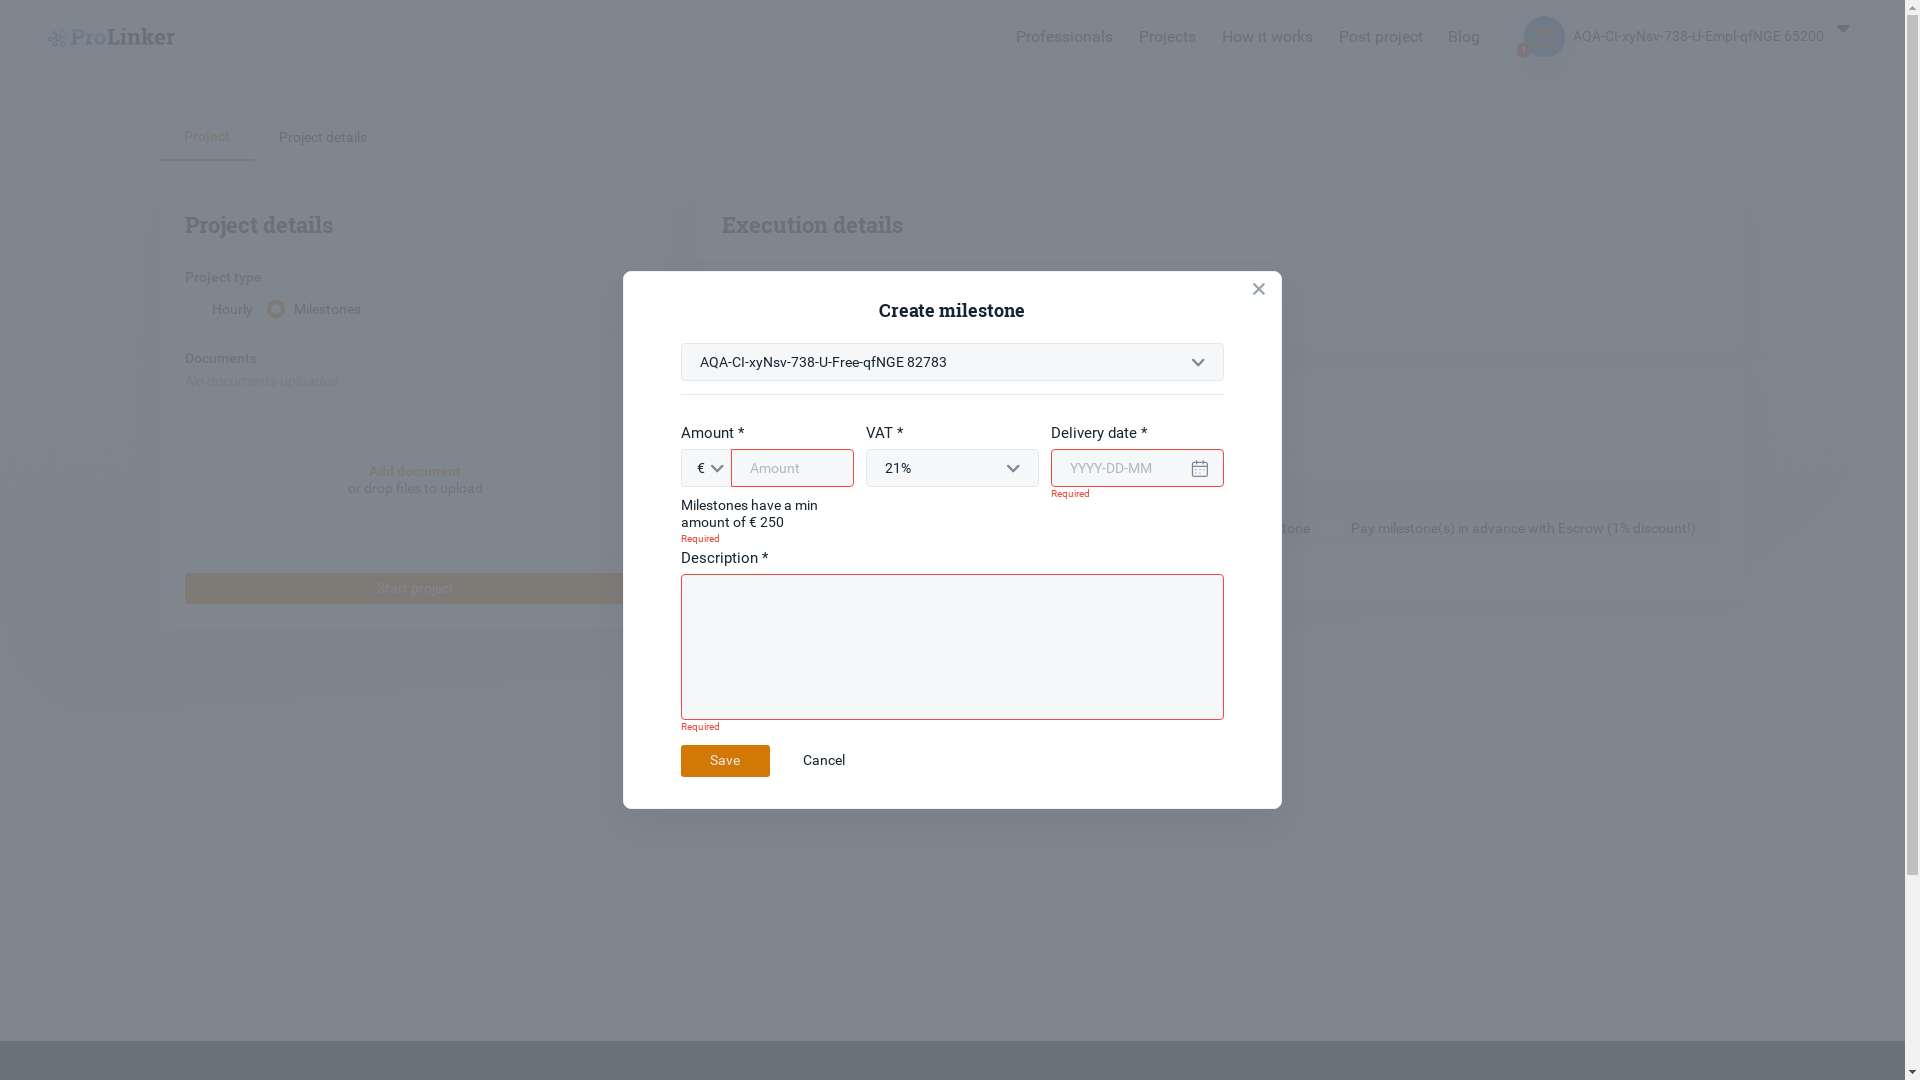 ProLinker
Professionals
Projects
How it works
Post project
Blog
1
AQA-CI-xyNsv-738-U-Empl-qfNGE 65200
Project
Project details
Project details
Execution details
Project type
Hourly
Milestones
Documents
No documents uploaded
Add document
or drop files to upload
Start project
tone
Pay milestone(s) in advance with Escrow (1% discount!)
Create milestone
AQA-CI-xyNsv-738-U-Free-qfNGE 82783
Amount *
VAT *
Delivery date *
€
Amount
21%
YYYY-DD-MM
Required
Milestones have a min
amount of € 250
Required
Description *
Required
Save
Cancel